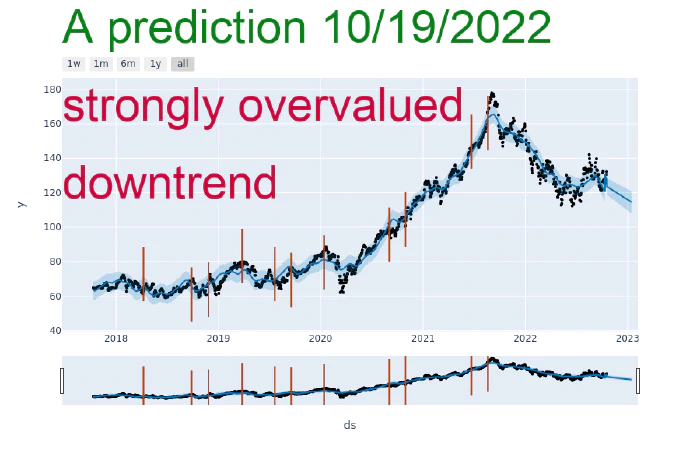 A prediction 10/19/2022
1w 1m 6m 1y all
strongly overvalued
downtrend
y
180
160
140
120
100
80
60
40
2018 2019 2020 2021 2022 2023
ds